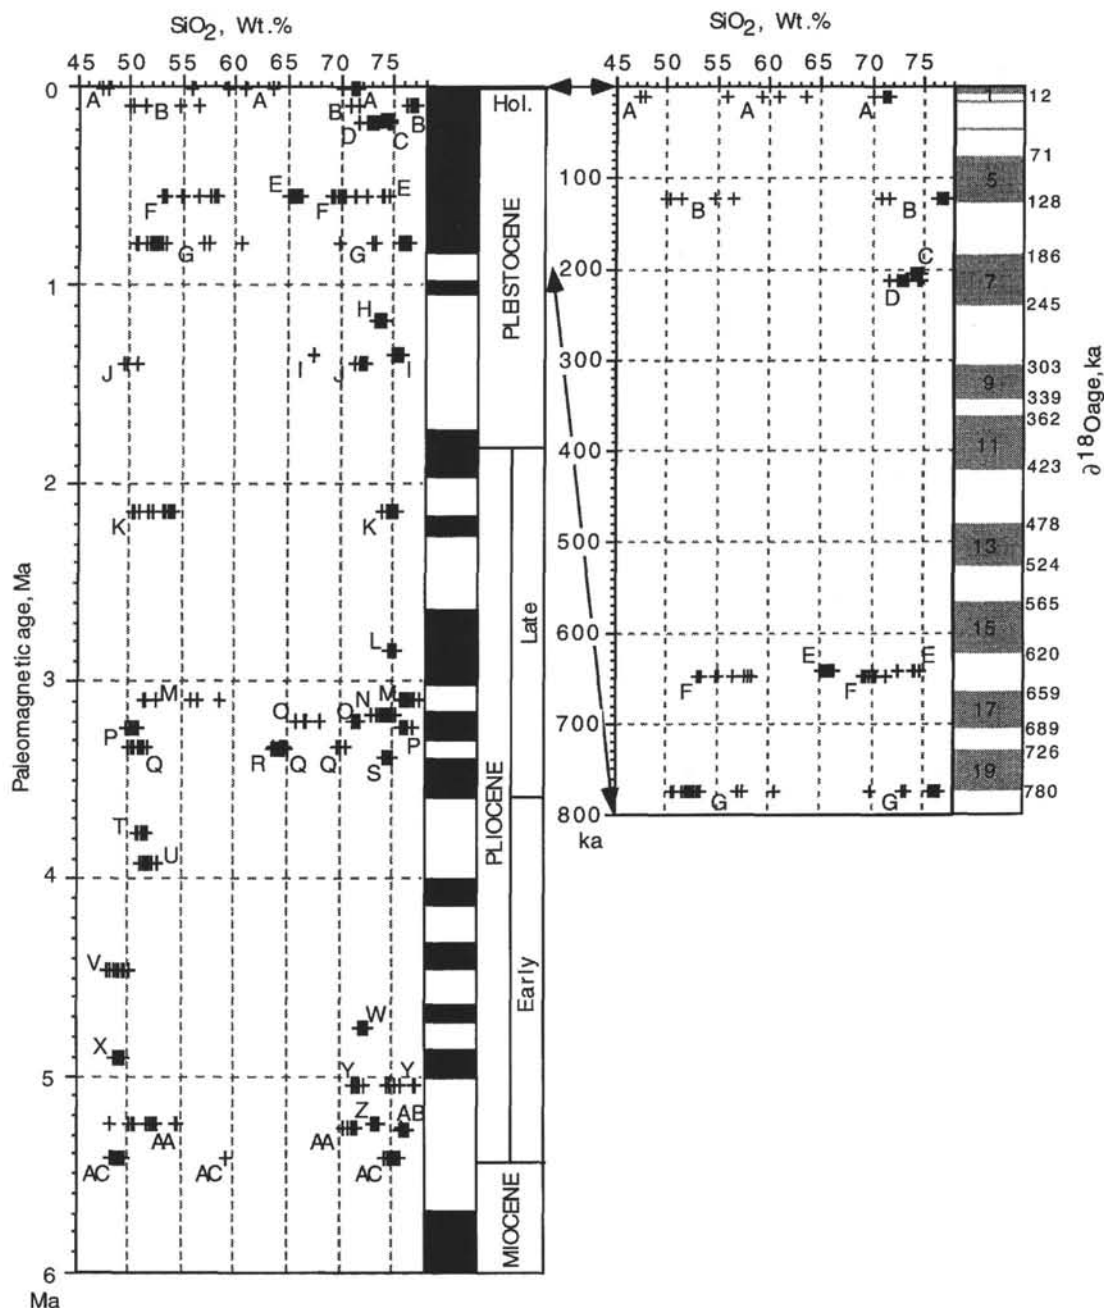 SiO2, Wt.%
45 50 55 60 65 70 75
Paleomagnetic age, Ma
0
1
2
3
4
5
6
Ma
A A A
B B B
D C
E E
F F
G G
H
J I J I
K K
L
M O O N M
P P
Q R Q Q S
T
U
V
W
X
Y Y
Z AB
AA AA
AC AC AC
Hol.
PLEISTOCENE
PLIOCENE
Late
Early
MIOCENE
SiO2, Wt.%
45 50 55 60 65 70 75
100
200
300
400
500
600
700
800
ka
A A A
B B
C
D
E E
F F
G G
1
5
7
9
11
13
15
17
19
12
71
128
186
245
303
339
362
423
478
524
565
620
659
689
726
780
∂18Oage, ka